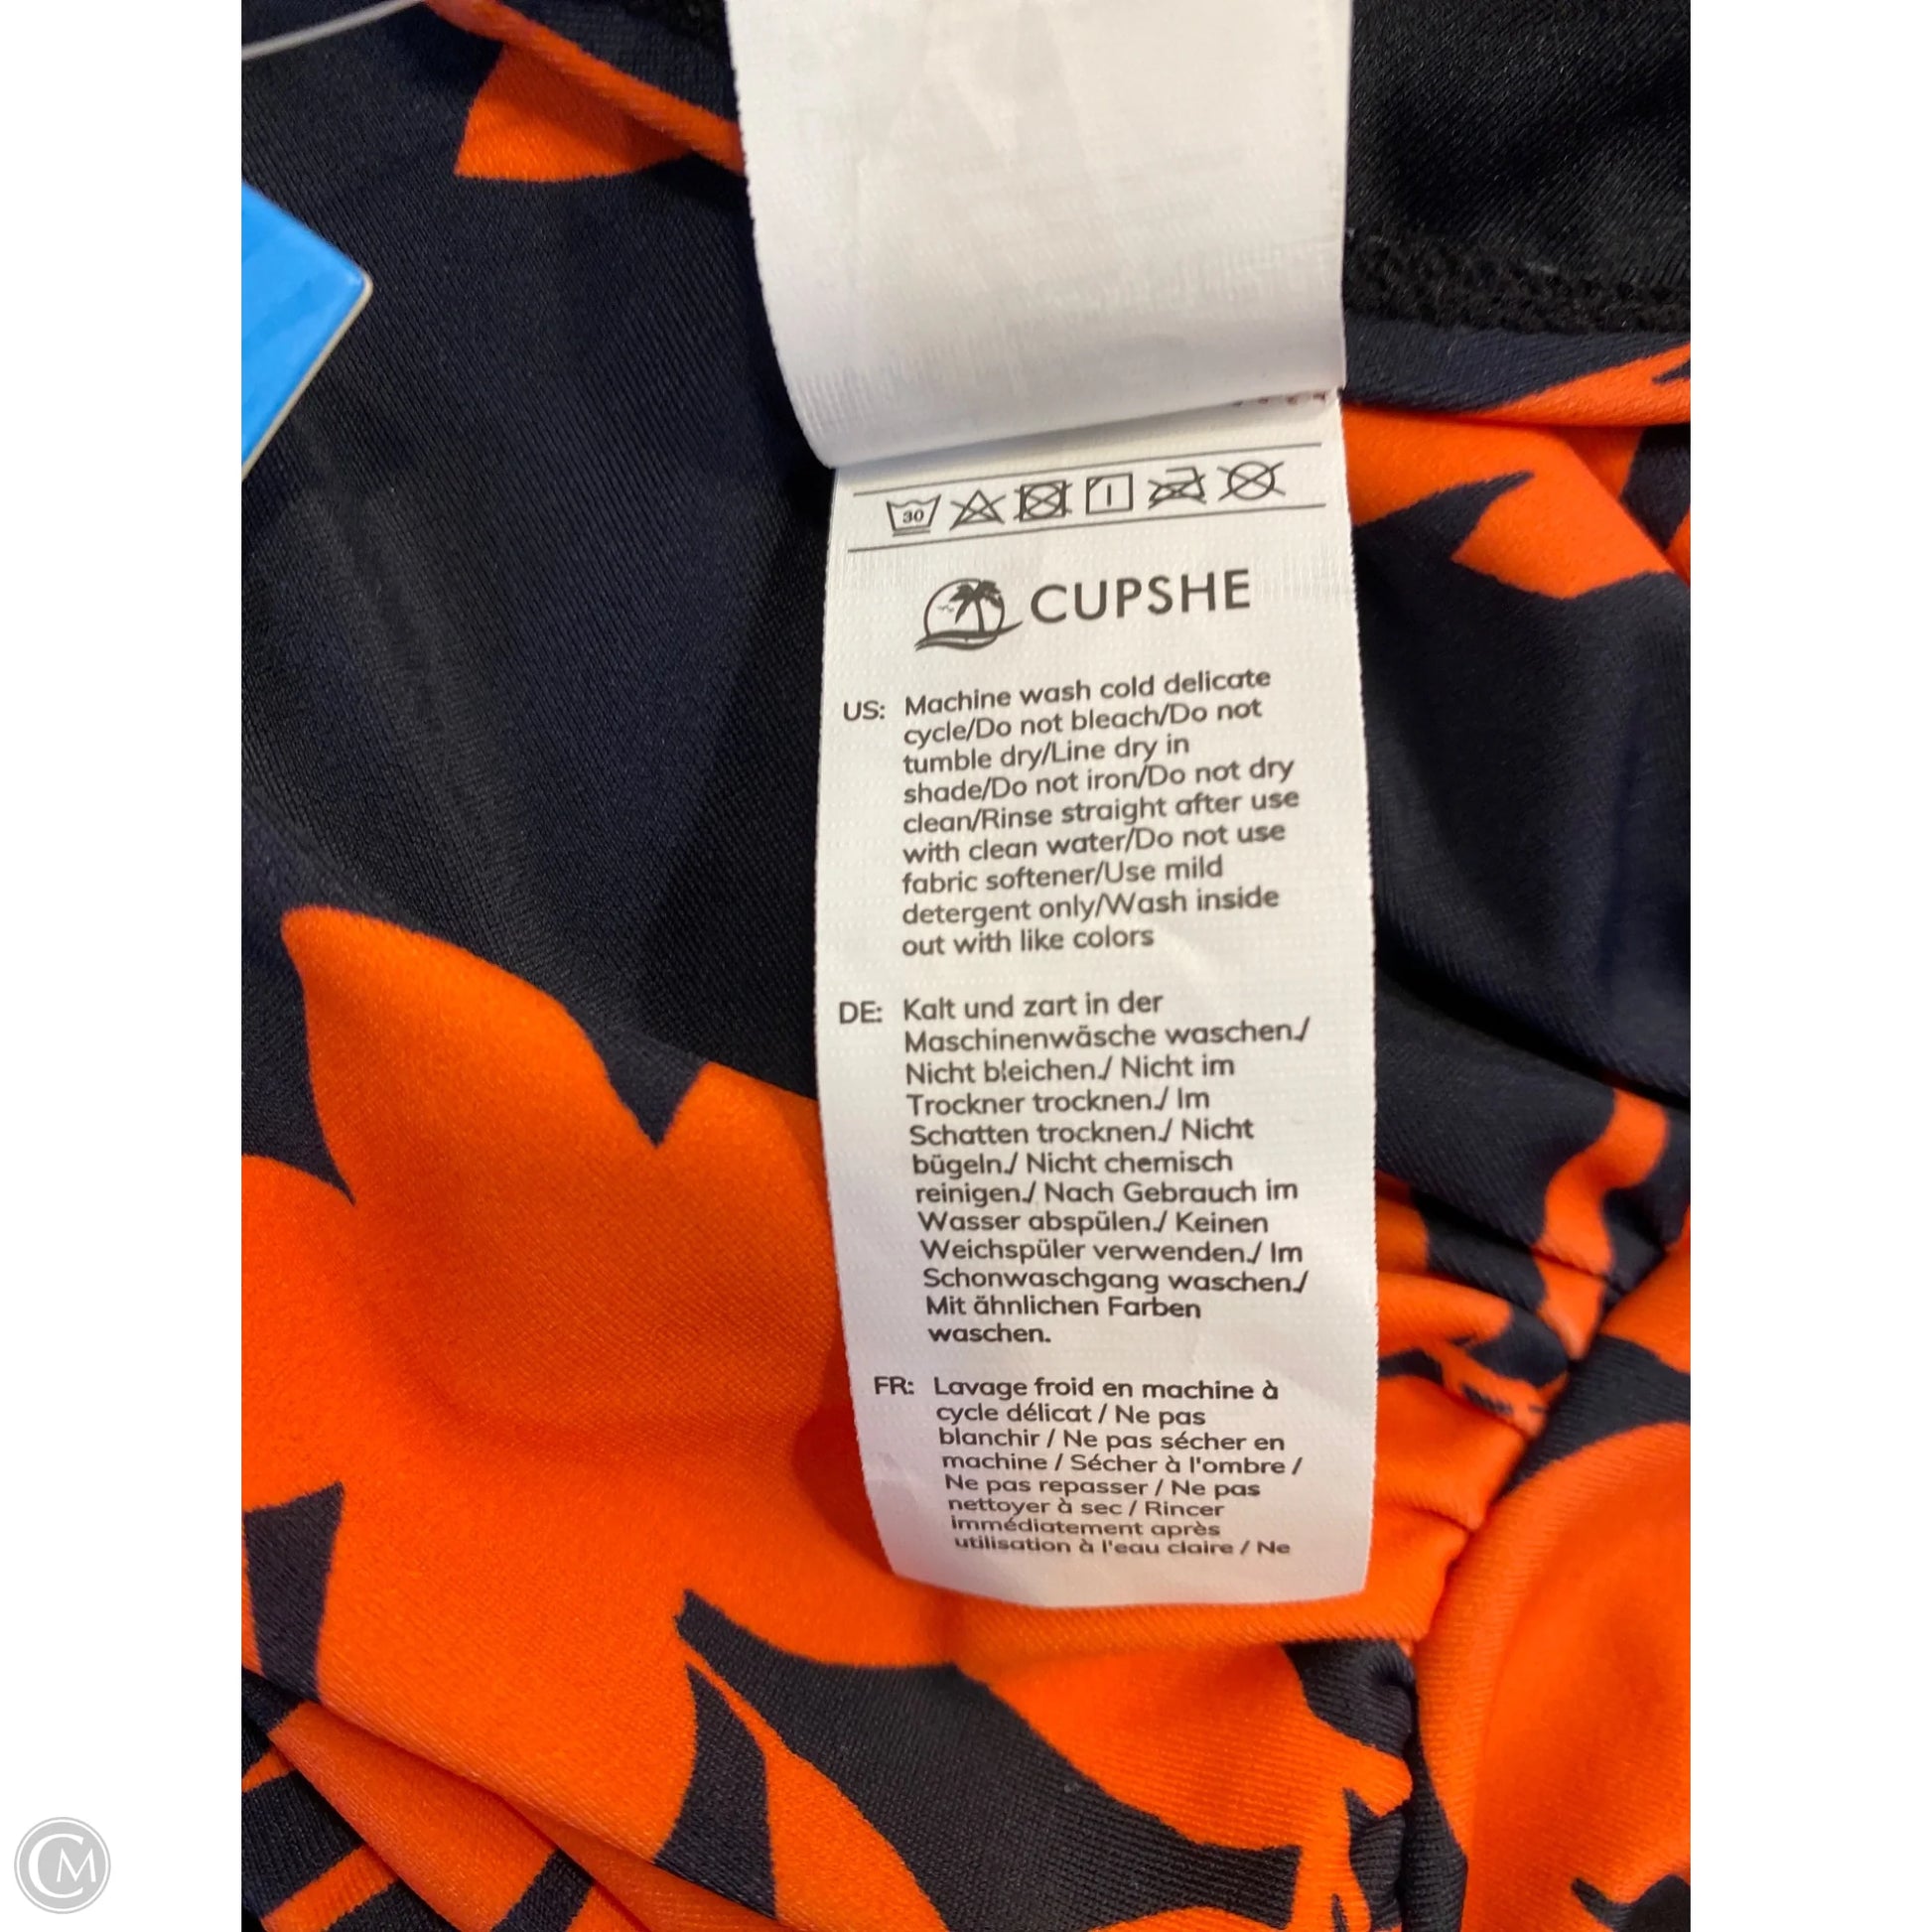 30
CUPSHE
US: Machine wash cold delicate
cycle/Do not bleach/Do not
tumble dry/Line dry in
shade/Do not iron/Do not dry
clean/Rinse straight after use
with clean water/Do not use
fabric softener/Use mild
detergent only/Wash inside
out with like colors
DE: Kalt und zart in der
Maschinenwäsche waschen./
Nicht bleichen./ Nicht im
Trockner trocknen./ Im
Schatten trocknen./ Nicht
bügeln./ Nicht chemisch
reinigen./ Nach Gebrauch im
Wasser abspülen./ Keinen
Weichspüler verwenden./ Im
Schonwaschgang waschen./
Mit ähnlichen Farben
waschen.
FR: Lavage froid en machine à
cycle délicat / Ne pas
blanchir / Ne pas sécher en
machine / Sécher à l'ombre /
Ne pas repasser / Ne pas
nettoyer à sec / Rincer
immédiatement après
utilisation à l'eau claire / Ne
CM